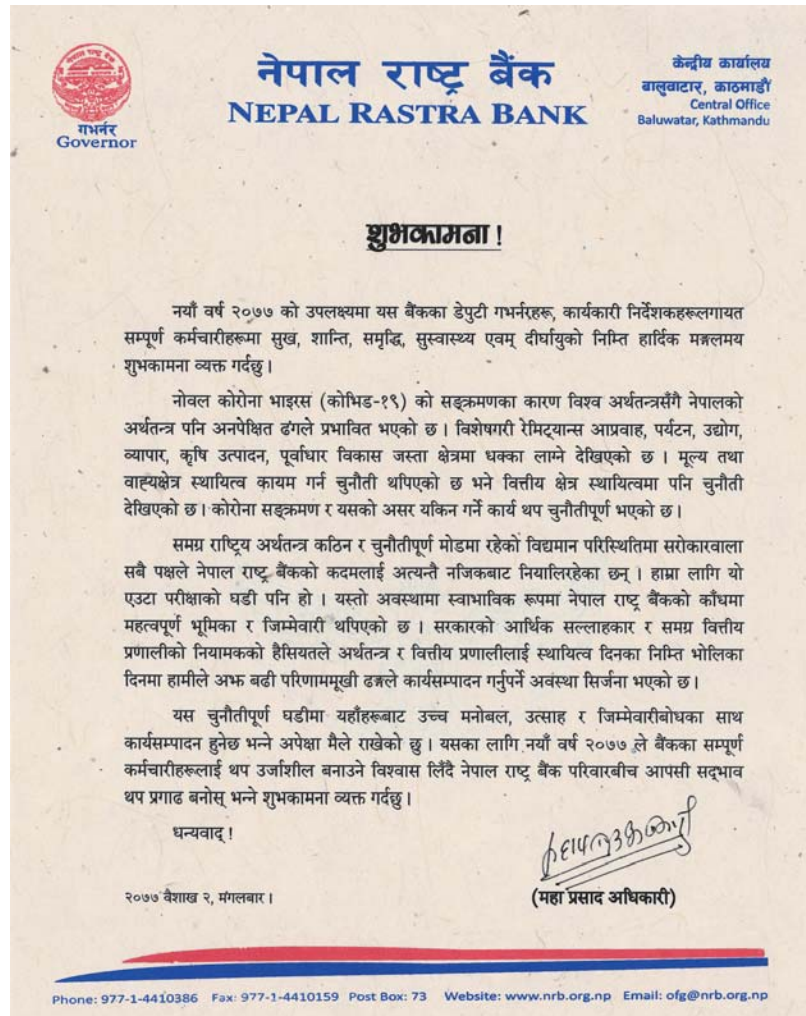 नेपाल राष्ट्र बैंक
NEPAL RASTRA BANK
गभर्नर
Governor
केन्द्रीय कार्यालय
बालुवाटार, काठमाडौं
Central Office
Baluwatar, Kathmandu
शुभकामना !
नयाँ वर्ष २०७७ को उपलक्ष्यमा यस बैंकका डेपुटी गभर्नरहरू, कार्यकारी निर्देशकहरूलगायत
सम्पूर्ण कर्मचारीहरूमा सुख, शान्ति, समृद्धि, सुस्वास्थ्य एवम् दीर्घायुको निम्ति हार्दिक मङ्गलमय
शुभकामना व्यक्त गर्दछु ।
नोवल कोरोना भाइरस (कोभिड-१९) को सङ्क्रमणका कारण विश्व अर्थतन्त्रसँगै नेपालको
अर्थतन्त्र पनि अनपेक्षित ढंगले प्रभावित भएको छ । विशेषगरी रेमिट्यान्स आप्रवाह, पर्यटन, उद्योग,
व्यापार, कृषि उत्पादन, पूर्वाधार विकास जस्ता क्षेत्रमा धक्का लाग्ने देखिएको छ । मूल्य तथा
वाह्यक्षेत्र स्थायित्व कायम गर्न चुनौती थपिएको छ भने वित्तीय क्षेत्र स्थायित्वमा पनि चुनौती
देखिएको छ । कोरोना सङ्क्रमण र यसको असर यकिन गर्ने कार्य थप चुनौतीपूर्ण भएको छ ।
समग्र राष्ट्रिय अर्थतन्त्र कठिन र चुनौतीपूर्ण मोडमा रहेको विद्यमान परिस्थितिमा सरोकारवाला
सबै पक्षले नेपाल राष्ट्र बैंकको कदमलाई अत्यन्तै नजिकबाट नियालिरहेका छन् । हाम्रा लागि यो
एउटा परीक्षाको घडी पनि हो । यस्तो अवस्थामा स्वाभाविक रूपमा नेपाल राष्ट्र बैंकको काँधमा
महत्वपूर्ण भूमिका र जिम्मेवारी थपिएको छ । सरकारको आर्थिक सल्लाहकार र समग्र वित्तीय
प्रणालीको नियामकको हैसियतले अर्थतन्त्र र वित्तीय प्रणालीलाई स्थायित्व दिनका निम्ति भोलिका
दिनमा हामीले अझ बढी परिणाममूखी ढङ्गले कार्यसम्पादन गर्नुपर्ने अवस्था सिर्जना भएको छ ।
यस चुनौतीपूर्ण घडीमा यहाँहरूबाट उच्च मनोबल, उत्साह र जिम्मेवारीबोधका साथ
कार्यसम्पादन हुनेछ भन्ने अपेक्षा मैले राखेको छु । यसका लागि नयाँ वर्ष २०७७ ले बैंकका सम्पूर्ण
कर्मचारीहरूलाई थप उर्जाशील बनाउने विश्वास लिँदै नेपाल राष्ट्र बैंक परिवारबीच आपसी सद्‌भाव
थप प्रगाढ बनोस् भन्ने शुभकामना व्यक्त गर्दछु ।
धन्यवाद् !
२०७७ वैशाख २, मंगलबार ।
(महा प्रसाद अधिकारी)
Phone: 977-1-4410386 Fax: 977-1-4410159 Post Box: 73 Website: www.nrb.org.np Email: ofg@nrb.org.np